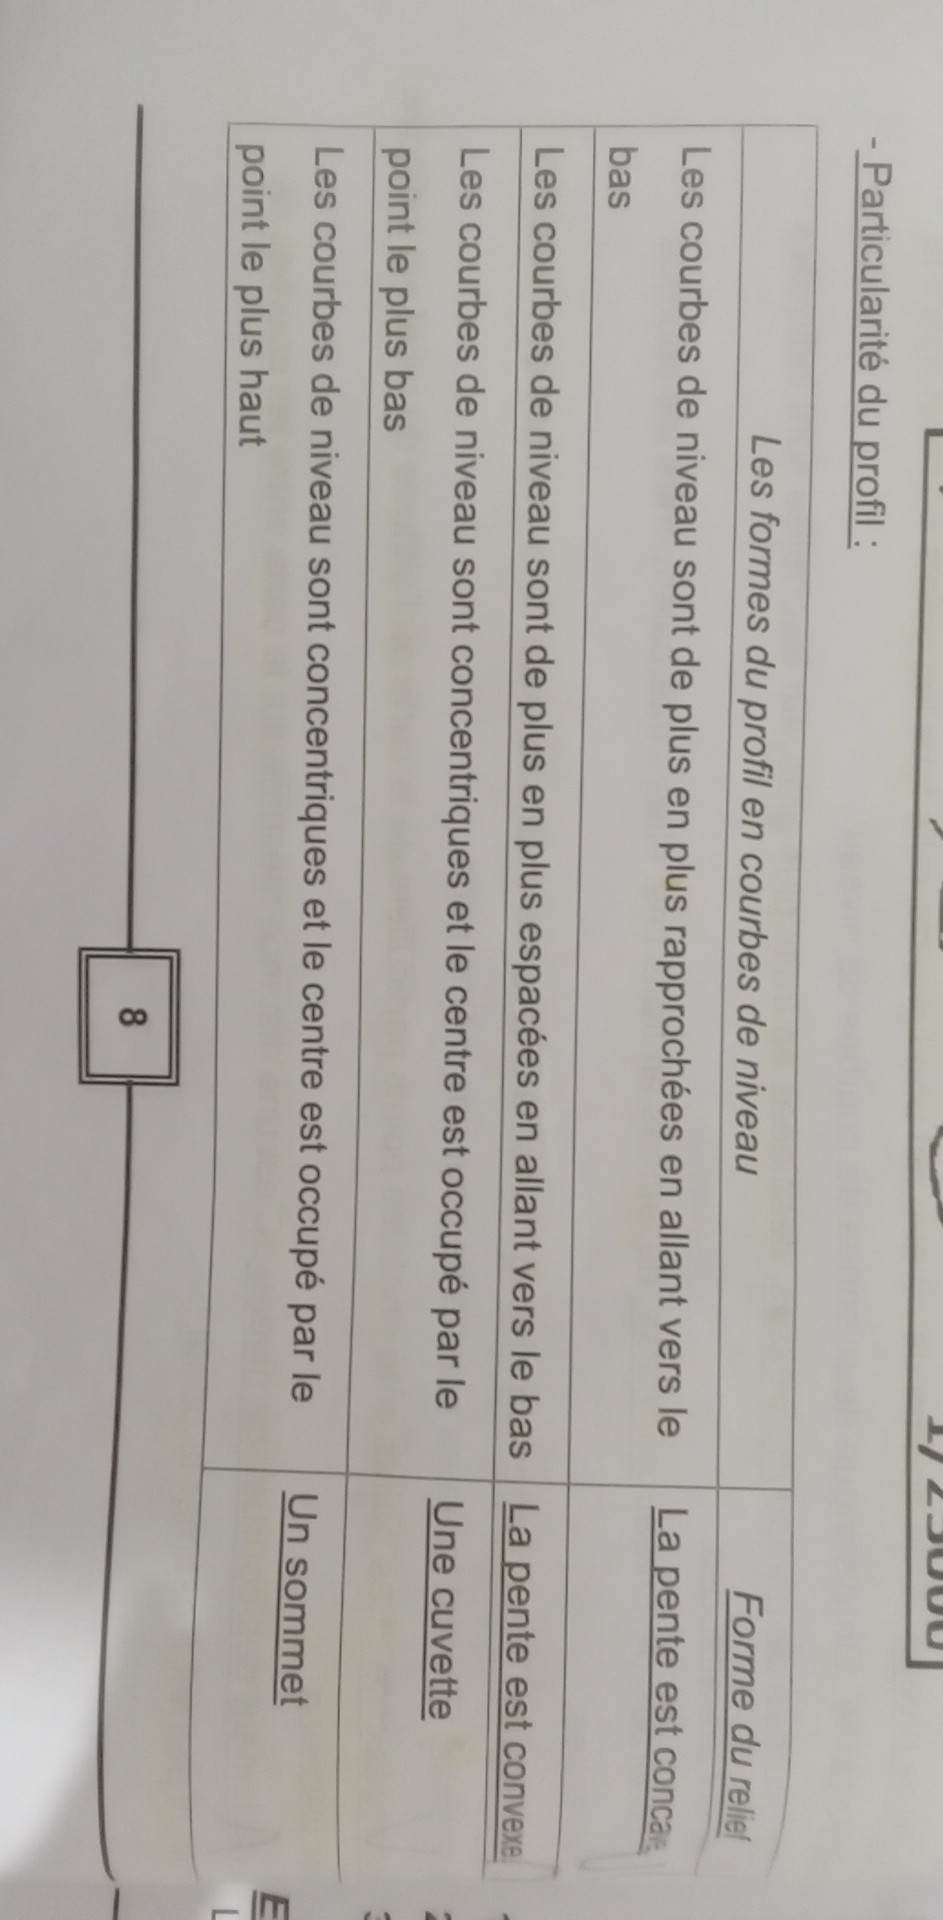 1/25000
- Particularité du profil :
Les formes du profil en courbes de niveau
Forme du relief
Les courbes de niveau sont de plus en plus rapprochées en allant vers le
bas
La pente est
Les courbes de niveau sont de plus en plus espacées en allant vers le bas
La pente est convexe
Les courbes de niveau sont concentriques et le centre est occupé par le
point le plus bas
Une cuvette
Les courbes de niveau sont concentriques et le centre est occupé par le
point le plus haut
Un sommet
8